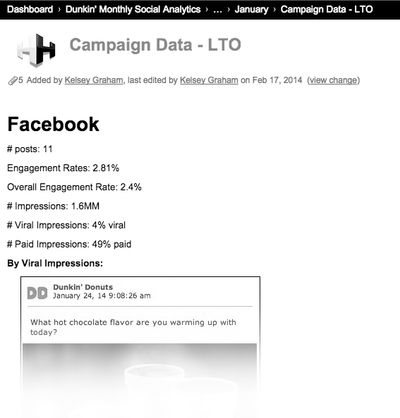 Dashboard › Dunkin' Monthly Social Analytics › ... › January › Campaign Data - LTO
Campaign Data - LTO
5 Added by Kelsey Graham, last edited by Kelsey Graham on Feb 17, 2014 (view change)
Facebook
# posts: 11
Engagement Rates: 2.81%
Overall Engagement Rate: 2.4%
# Impressions: 1.6MM
# Viral Impressions: 4% viral
# Paid Impressions: 49% paid
By Viral Impressions:
DD Dunkin' Donuts
January 24, 14 9:08:26 am
What hot chocolate flavor are you warming up with
today?